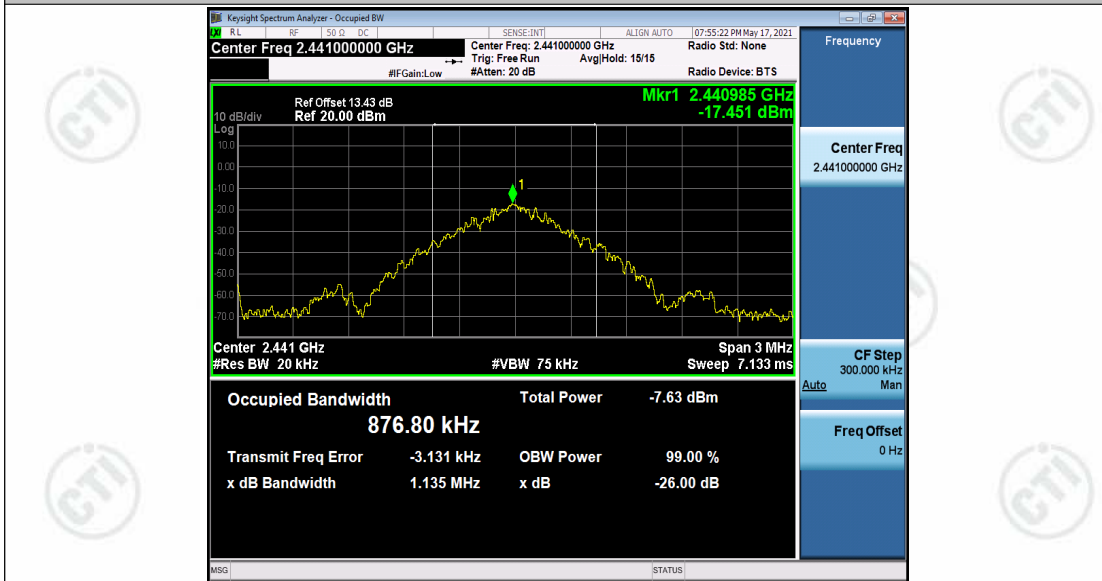 Keysight Spectrum Analyzer - Occupied BW
LXI RL RF 50 Ω DC SENSE:INT ALIGN AUTO 07:55:22 PM May 17, 2021
Center Freq 2.441000000 GHz
Center Freq: 2.441000000 GHz Radio Std: None
Trig: Free Run Avg|Hold: 15/15
#IFGain:Low #Atten: 20 dB Radio Device: BTS
Frequency
Mkr1 2.440985 GHz
-17.451 dBm
Ref Offset 13.43 dB
10 dB/div Ref 20.00 dBm
Log
10.0
0.00
-10.0
-20.0
-30.0
-40.0
-50.0
-60.0
-70.0
1
Center 2.441 GHz Span 3 MHz
#Res BW 20 kHz #VBW 75 kHz Sweep 7.133 ms
Occupied Bandwidth Total Power -7.63 dBm
876.80 kHz
Transmit Freq Error -3.131 kHz OBW Power 99.00 %
x dB Bandwidth 1.135 MHz x dB -26.00 dB
Center Freq
2.441000000 GHz
CF Step
300.000 kHz
Auto Man
Freq Offset
0 Hz
MSG STATUS
CTI
CTI
CTI
CTI